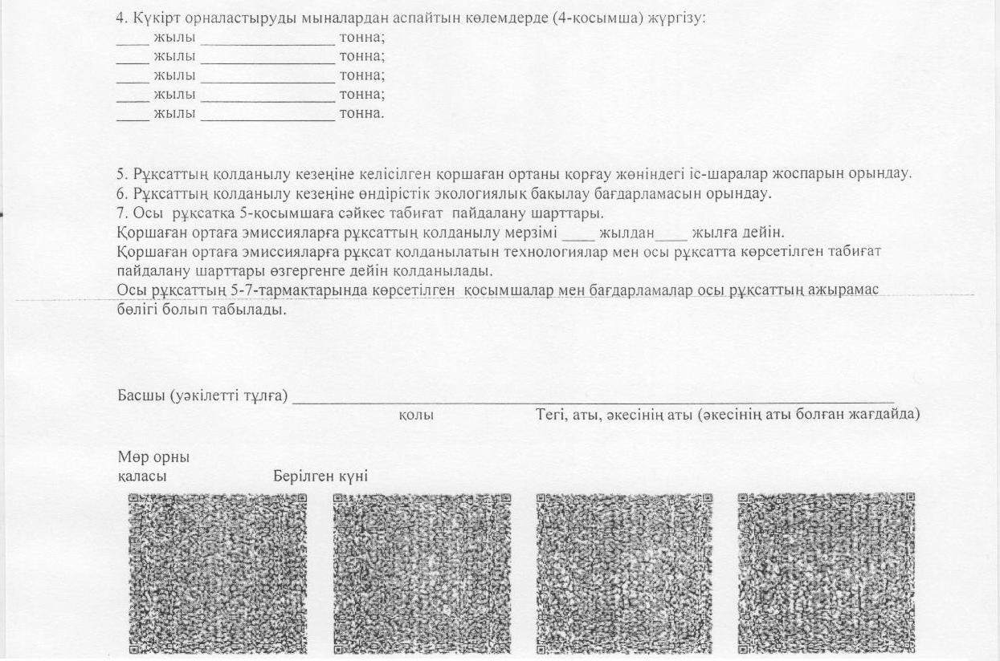 4. Күкірт орналастыруды мыналардан аспайтын көлемдерде (4-қосымша) жүргізу:
____ жылы ________________ тонна;
____ жылы ________________ тонна;
____ жылы ________________ тонна;
____ жылы ________________ тонна;
____ жылы ________________ тонна.
5. Рұқсаттың қолданылу кезеңіне келісілген қоршаған ортаны қорғау жөніндегі іс-шаралар жоспарын орындау.
6. Рұқсаттың қолданылу кезеңіне өндірістік экологиялық бақылау бағдарламасын орындау.
7. Осы рұқсатқа 5-қосымшаға сәйкес табиғат пайдалану шарттары.
Қоршаған ортаға эмиссияларға рұқсаттың қолданылу мерзімі ____ жылдан____ жылға дейін.
Қоршаған ортаға эмиссияларға рұқсат қолданылатын технологиялар мен осы рұқсатта көрсетілген табиғат
пайдалану шарттары өзгергенге дейін қолданылады.
Осы рұқсаттың 5-7-тармақтарында көрсетілген қосымшалар мен бағдарламалар осы рұқсаттың ажырамас
бөлігі болып табылады.
Басшы (уәкілетті тұлға) ________________________________________________
қолы Тегі, аты, әкесінің аты (әкесінің аты болған жағдайда)
Мөр орны
қаласы Берілген күні